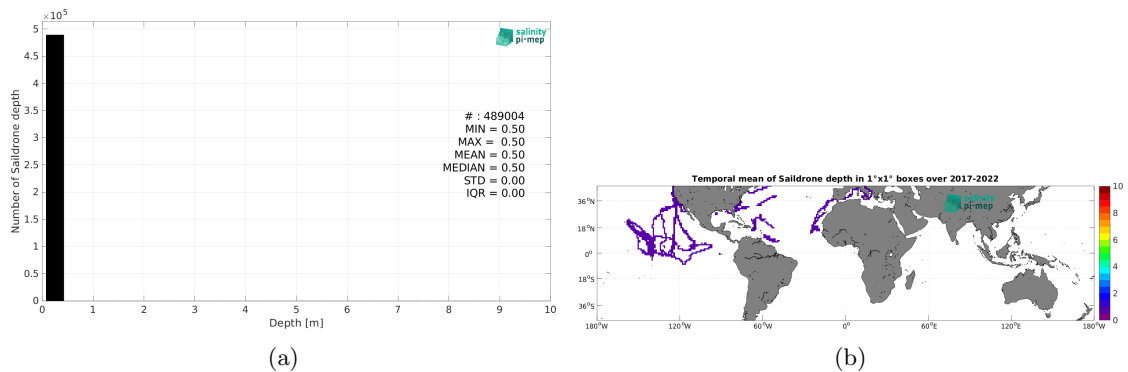 ×10⁵
5
4.5
4
3.5
3
2.5
2
1.5
1
0.5
0
Number of Saildrone depth
salinity
pi-mep
# : 489004
MIN = 0.50
MAX = 0.50
MEAN = 0.50
MEDIAN = 0.50
STD = 0.00
IQR = 0.00
0 1 2 3 4 5 6 7 8 9 10
Depth [m]
(a)
Temporal mean of Saildrone depth in 1°x1° boxes over 2017-2022
salinity
pi-mep
36°N
18°N
0°
18°S
36°S
180°W 120°W 60°W 0° 60°E 120°E 180°W
10
8
6
4
2
0
(b)